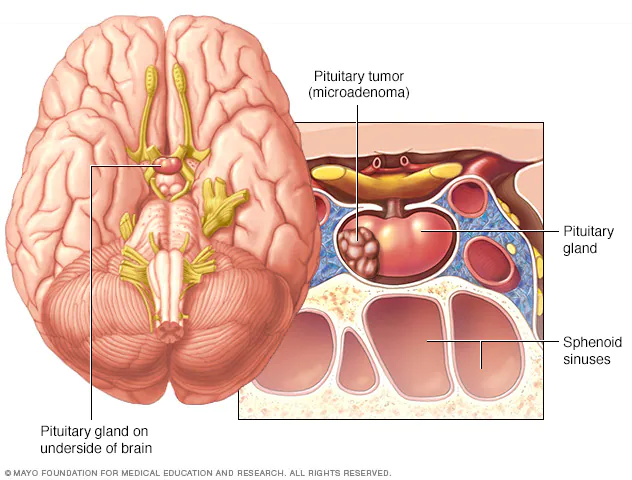 Pituitary tumor
(microadenoma)
Pituitary
gland
Sphenoid
sinuses
Pituitary gland on
underside of brain
© MAYO FOUNDATION FOR MEDICAL EDUCATION AND RESEARCH. ALL RIGHTS RESERVED.